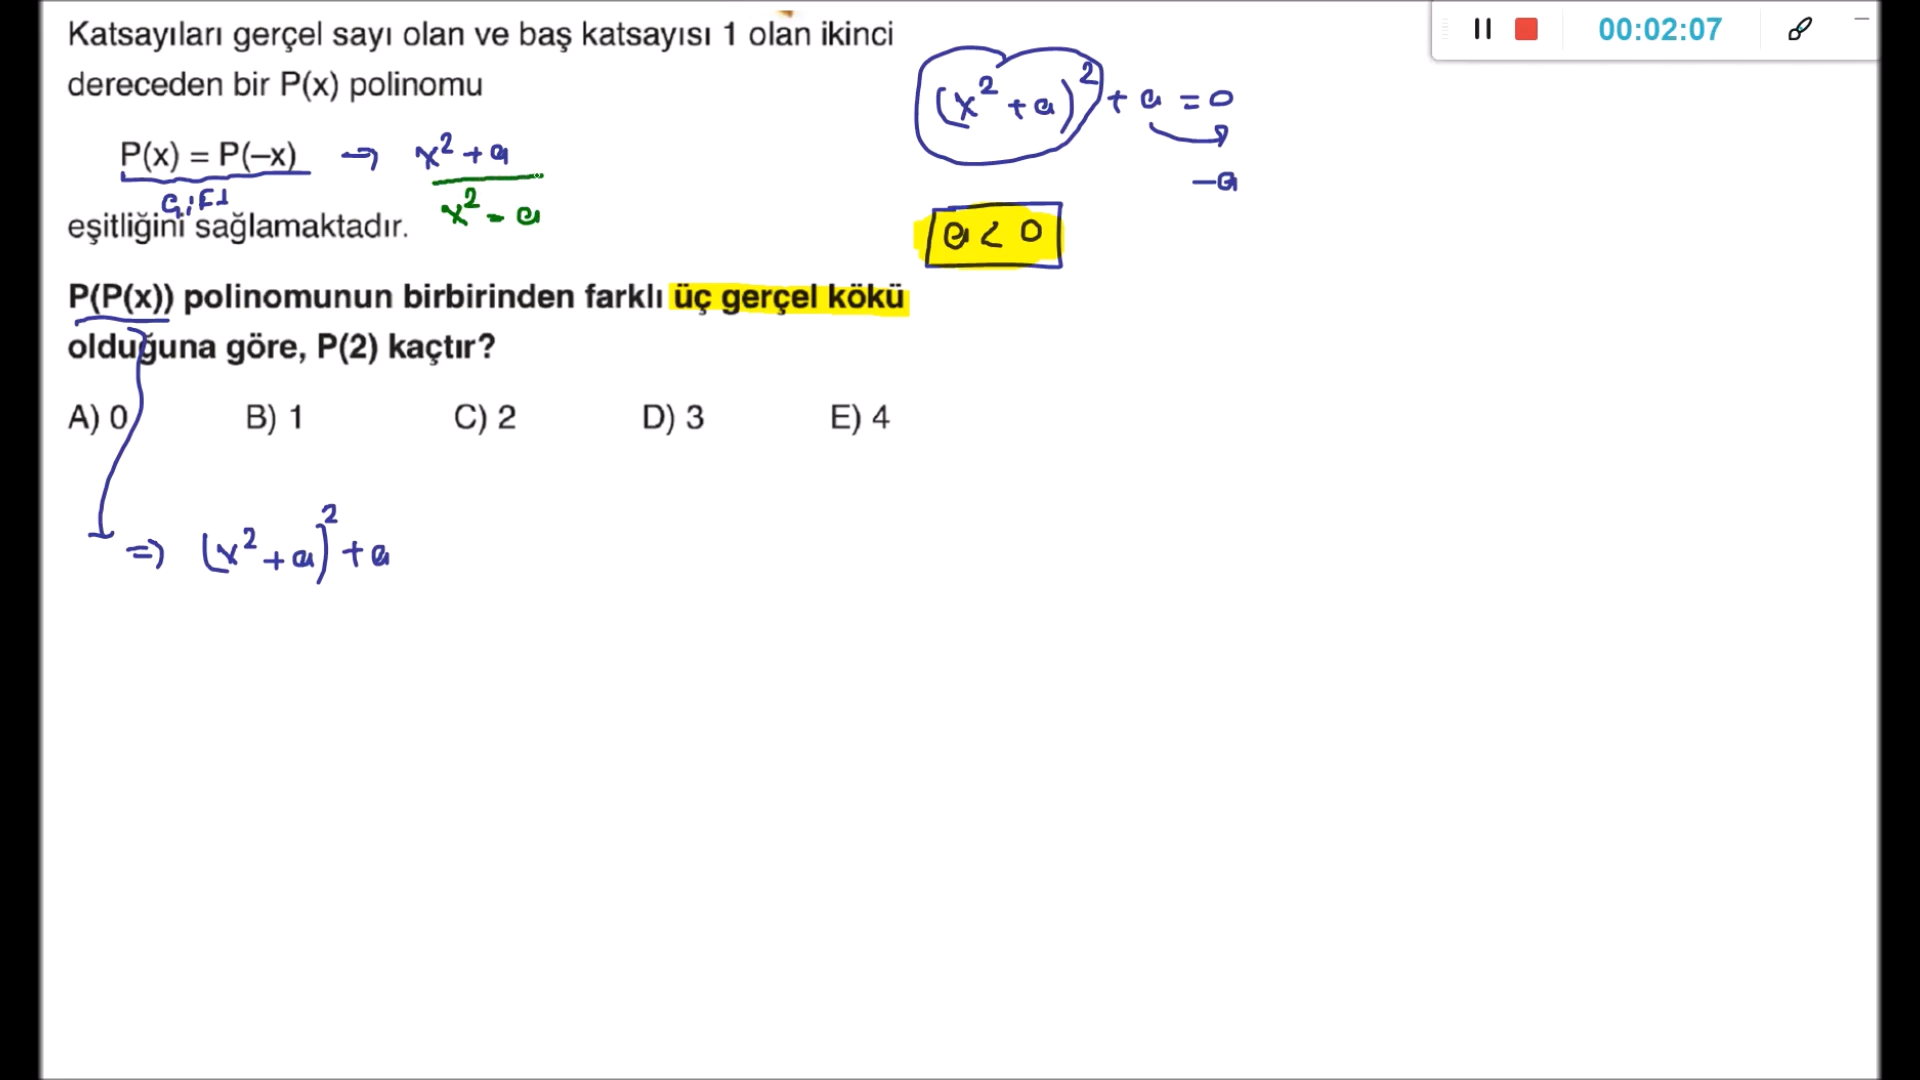 Katsayıları gerçel sayı olan ve baş katsayısı 1 olan ikinci
dereceden bir P(x) polinomu
P(x) = P(–x) → x² + a
Çift
x² - a
eşitliğini sağlamaktadır.
P(P(x)) polinomunun birbirinden farklı üç gerçel kökü
olduğuna göre, P(2) kaçtır?
A) 0 B) 1 C) 2 D) 3 E) 4
⇒ (x² + a)² + a
(x² + a)² + a = 0
-a
a < 0
00:02:07